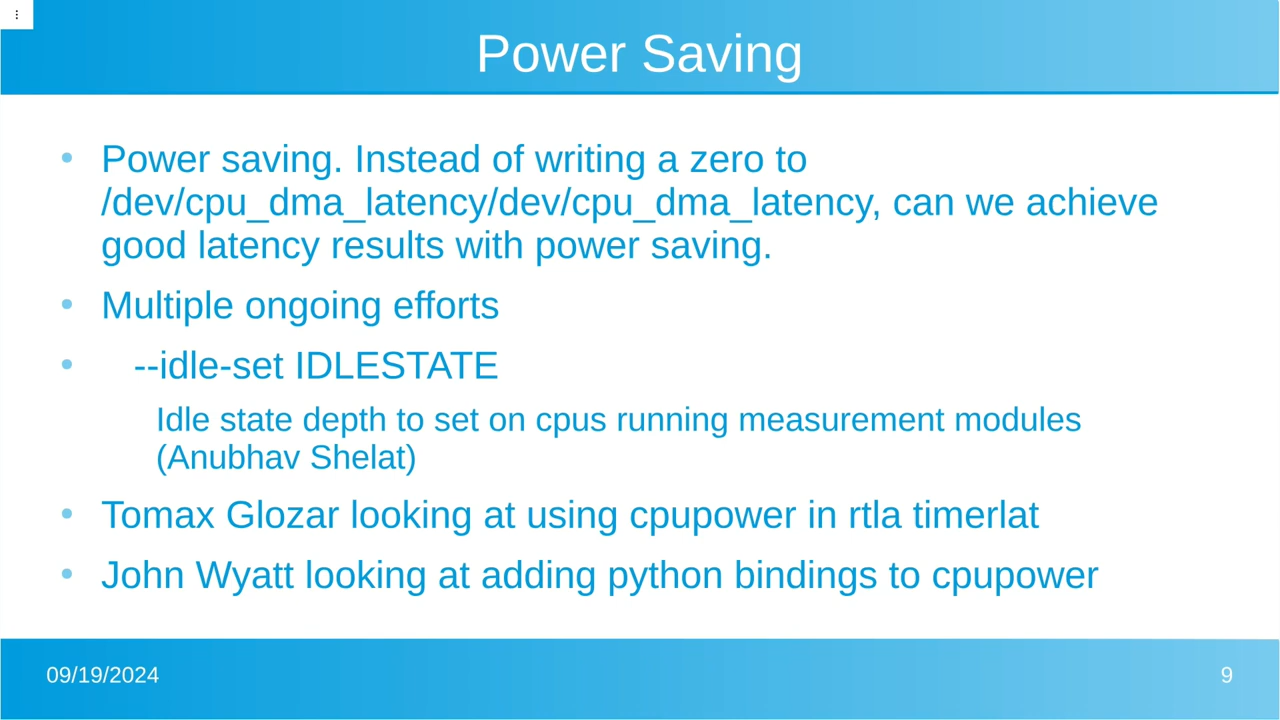 Power Saving
Power saving. Instead of writing a zero to
/dev/cpu_dma_latency/dev/cpu_dma_latency, can we achieve
good latency results with power saving.
Multiple ongoing efforts
--idle-set IDLESTATE
Idle state depth to set on cpus running measurement modules
(Anubhav Shelat)
Tomax Glozar looking at using cpupower in rtla timerlat
John Wyatt looking at adding python bindings to cpupower
09/19/2024
9